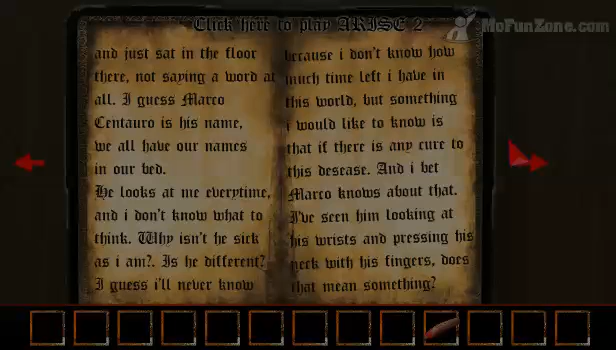 Click here to play ARISE 2
MoFunZone.com
and just sat in the floor
there, not saying a word at
all. I guess Marco
Centauro is his name,
we all have our names
in our bed.
He looks at me everytime,
and i don't know what to
think. Why isn't he sick
as i am?. Is he different?
I guess i'll never know
because i don't know how
much time left i have in
this world, but something
i would like to know is
that if there is any cure to
this desease. And i bet
Marco knows about that.
I've seen him looking at
his wrists and pressing his
neck with his fingers, does
that mean something?